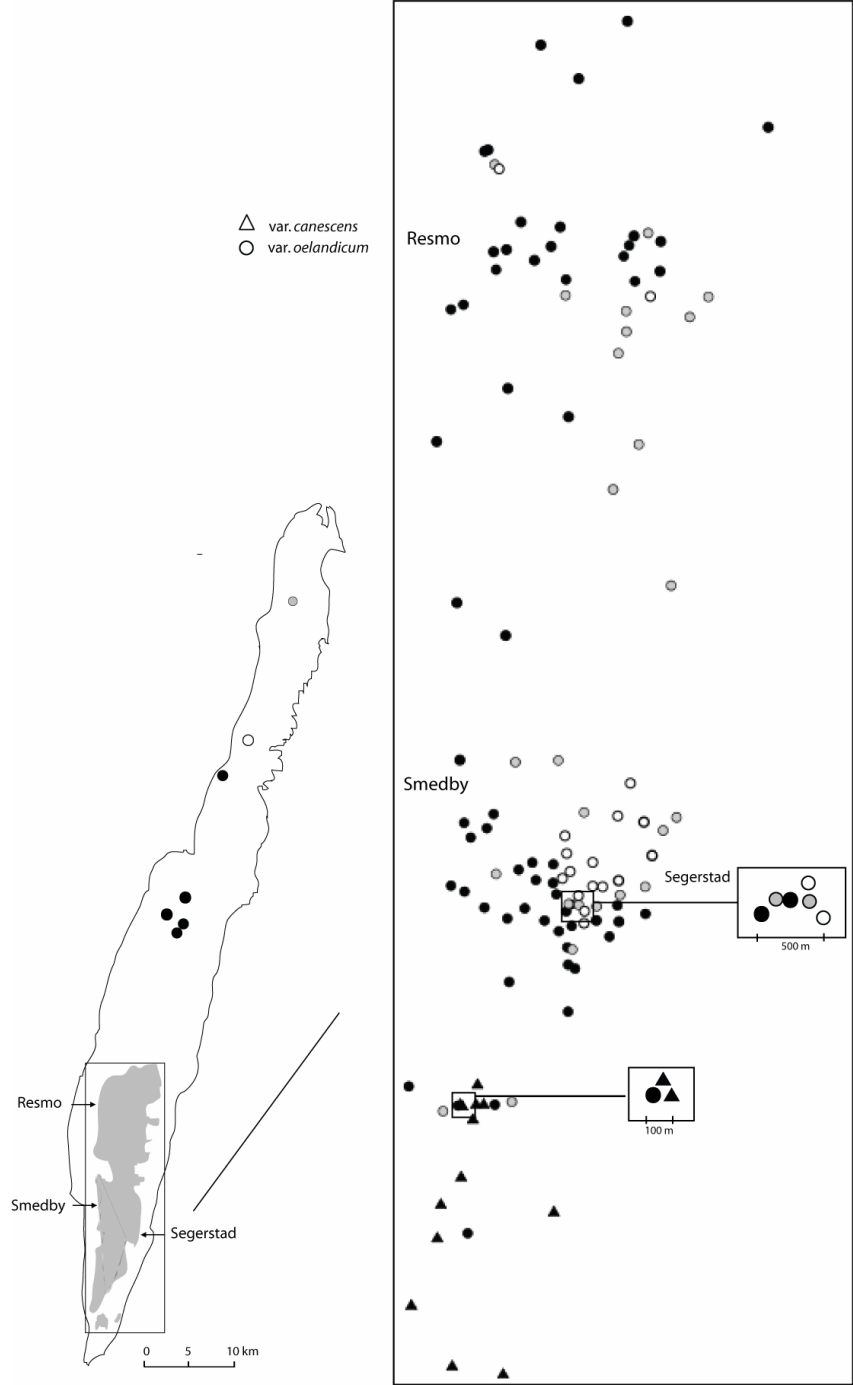 var. canescens
var. oelandicum
Resmo
Smedby
Segerstad
500 m
100 m
Resmo
Smedby
Segerstad
0 5 10 km